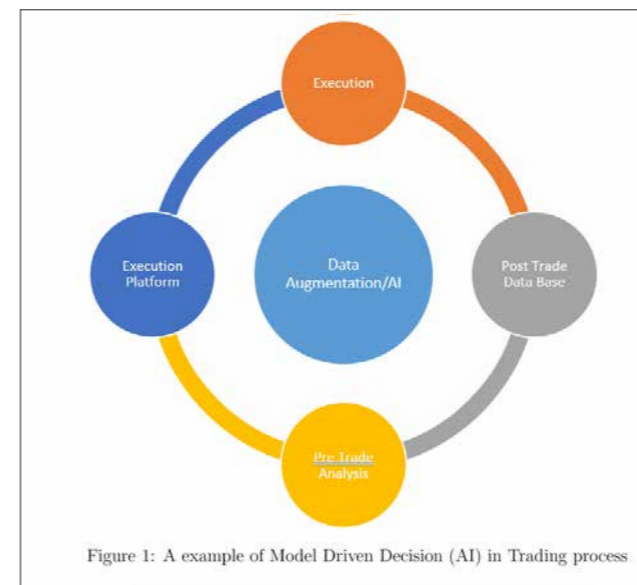 Execution
Execution
Platform
Data
Augmentation/AI
Post Trade
Data Base
Pre Trade
Analysis
Figure 1: A example of Model Driven Decision (AI) in Trading process